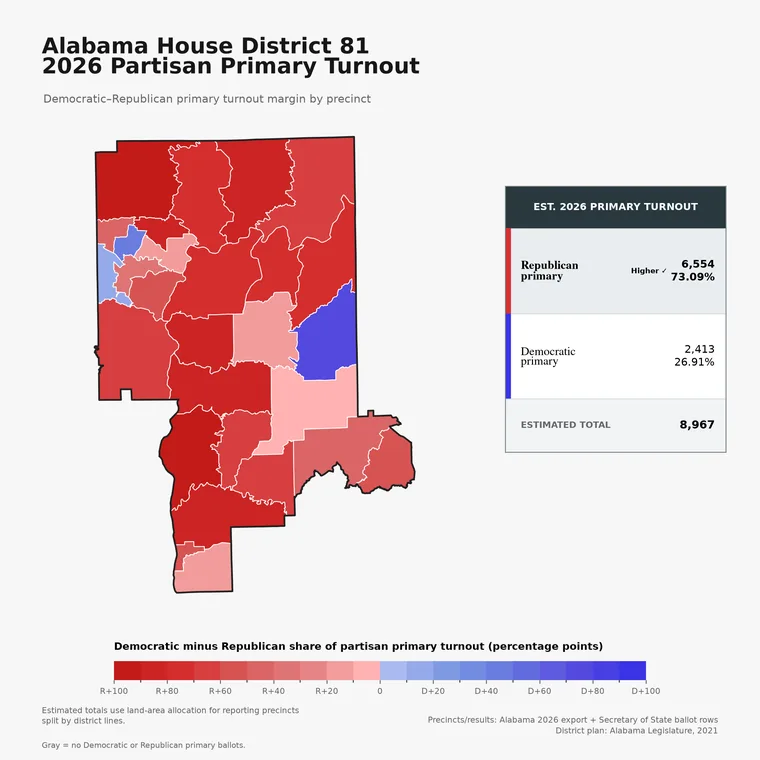 Alabama House District 81
2026 Partisan Primary Turnout
Democratic–Republican primary turnout margin by precinct
EST. 2026 PRIMARY TURNOUT
Republican
primary
Higher ✓
6,554
73.09%
Democratic
primary
2,413
26.91%
ESTIMATED TOTAL
8,967
Democratic minus Republican share of partisan primary turnout (percentage points)
R+100 R+80 R+60 R+40 R+20 0 D+20 D+40 D+60 D+80 D+100
Estimated totals use land-area allocation for reporting precincts
split by district lines.
Gray = no Democratic or Republican primary ballots.
Precincts/results: Alabama 2026 export + Secretary of State ballot rows
District plan: Alabama Legislature, 2021